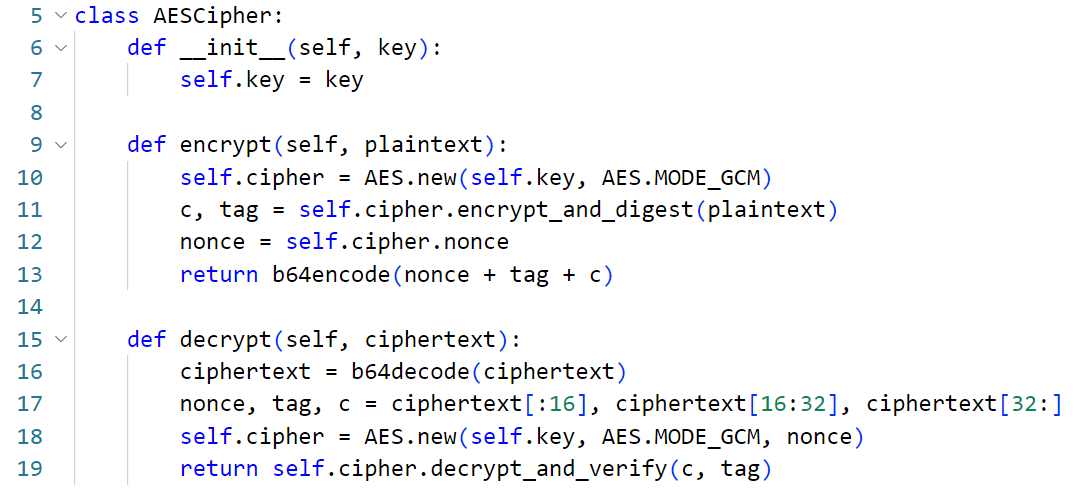 5 class AESCipher:
6     def __init__(self, key):
7         self.key = key
8
9     def encrypt(self, plaintext):
10         self.cipher = AES.new(self.key, AES.MODE_GCM)
11         c, tag = self.cipher.encrypt_and_digest(plaintext)
12         nonce = self.cipher.nonce
13         return b64encode(nonce + tag + c)
14
15     def decrypt(self, ciphertext):
16         ciphertext = b64decode(ciphertext)
17         nonce, tag, c = ciphertext[:16], ciphertext[16:32], ciphertext[32:]
18         self.cipher = AES.new(self.key, AES.MODE_GCM, nonce)
19         return self.cipher.decrypt_and_verify(c, tag)